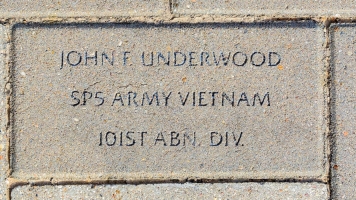 JOHN F. UNDERWOOD
SP5 ARMY VIETNAM
101ST ABN. DIV.